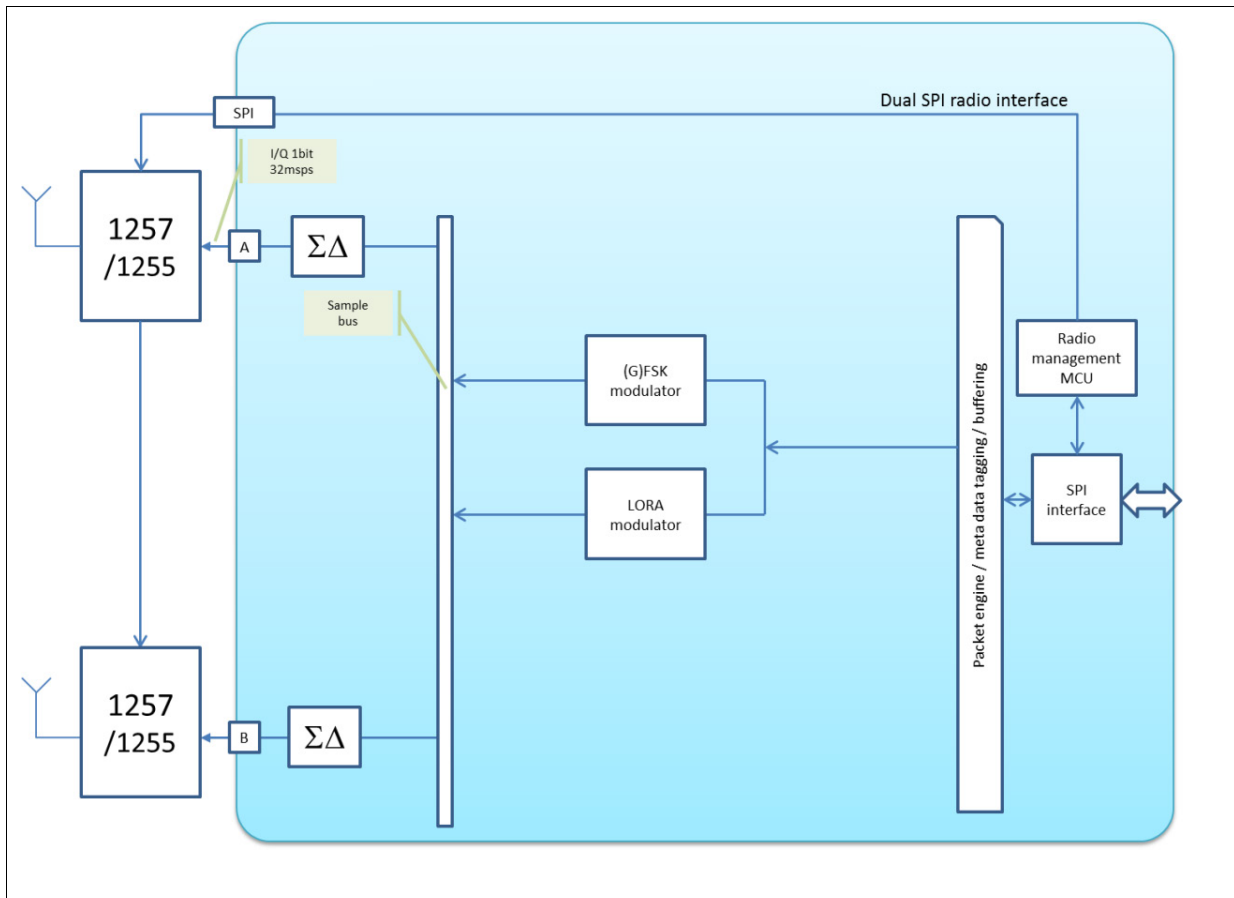 Dual SPI radio interface
SPI
I/Q 1bit
32msps
1257
/1255
A
ΣΔ
Sample
bus
(G)FSK
modulator
LORA
modulator
Packet engine / meta data tagging / buffering
Radio
management
MCU
SPI
interface
1257
/1255
B
ΣΔ